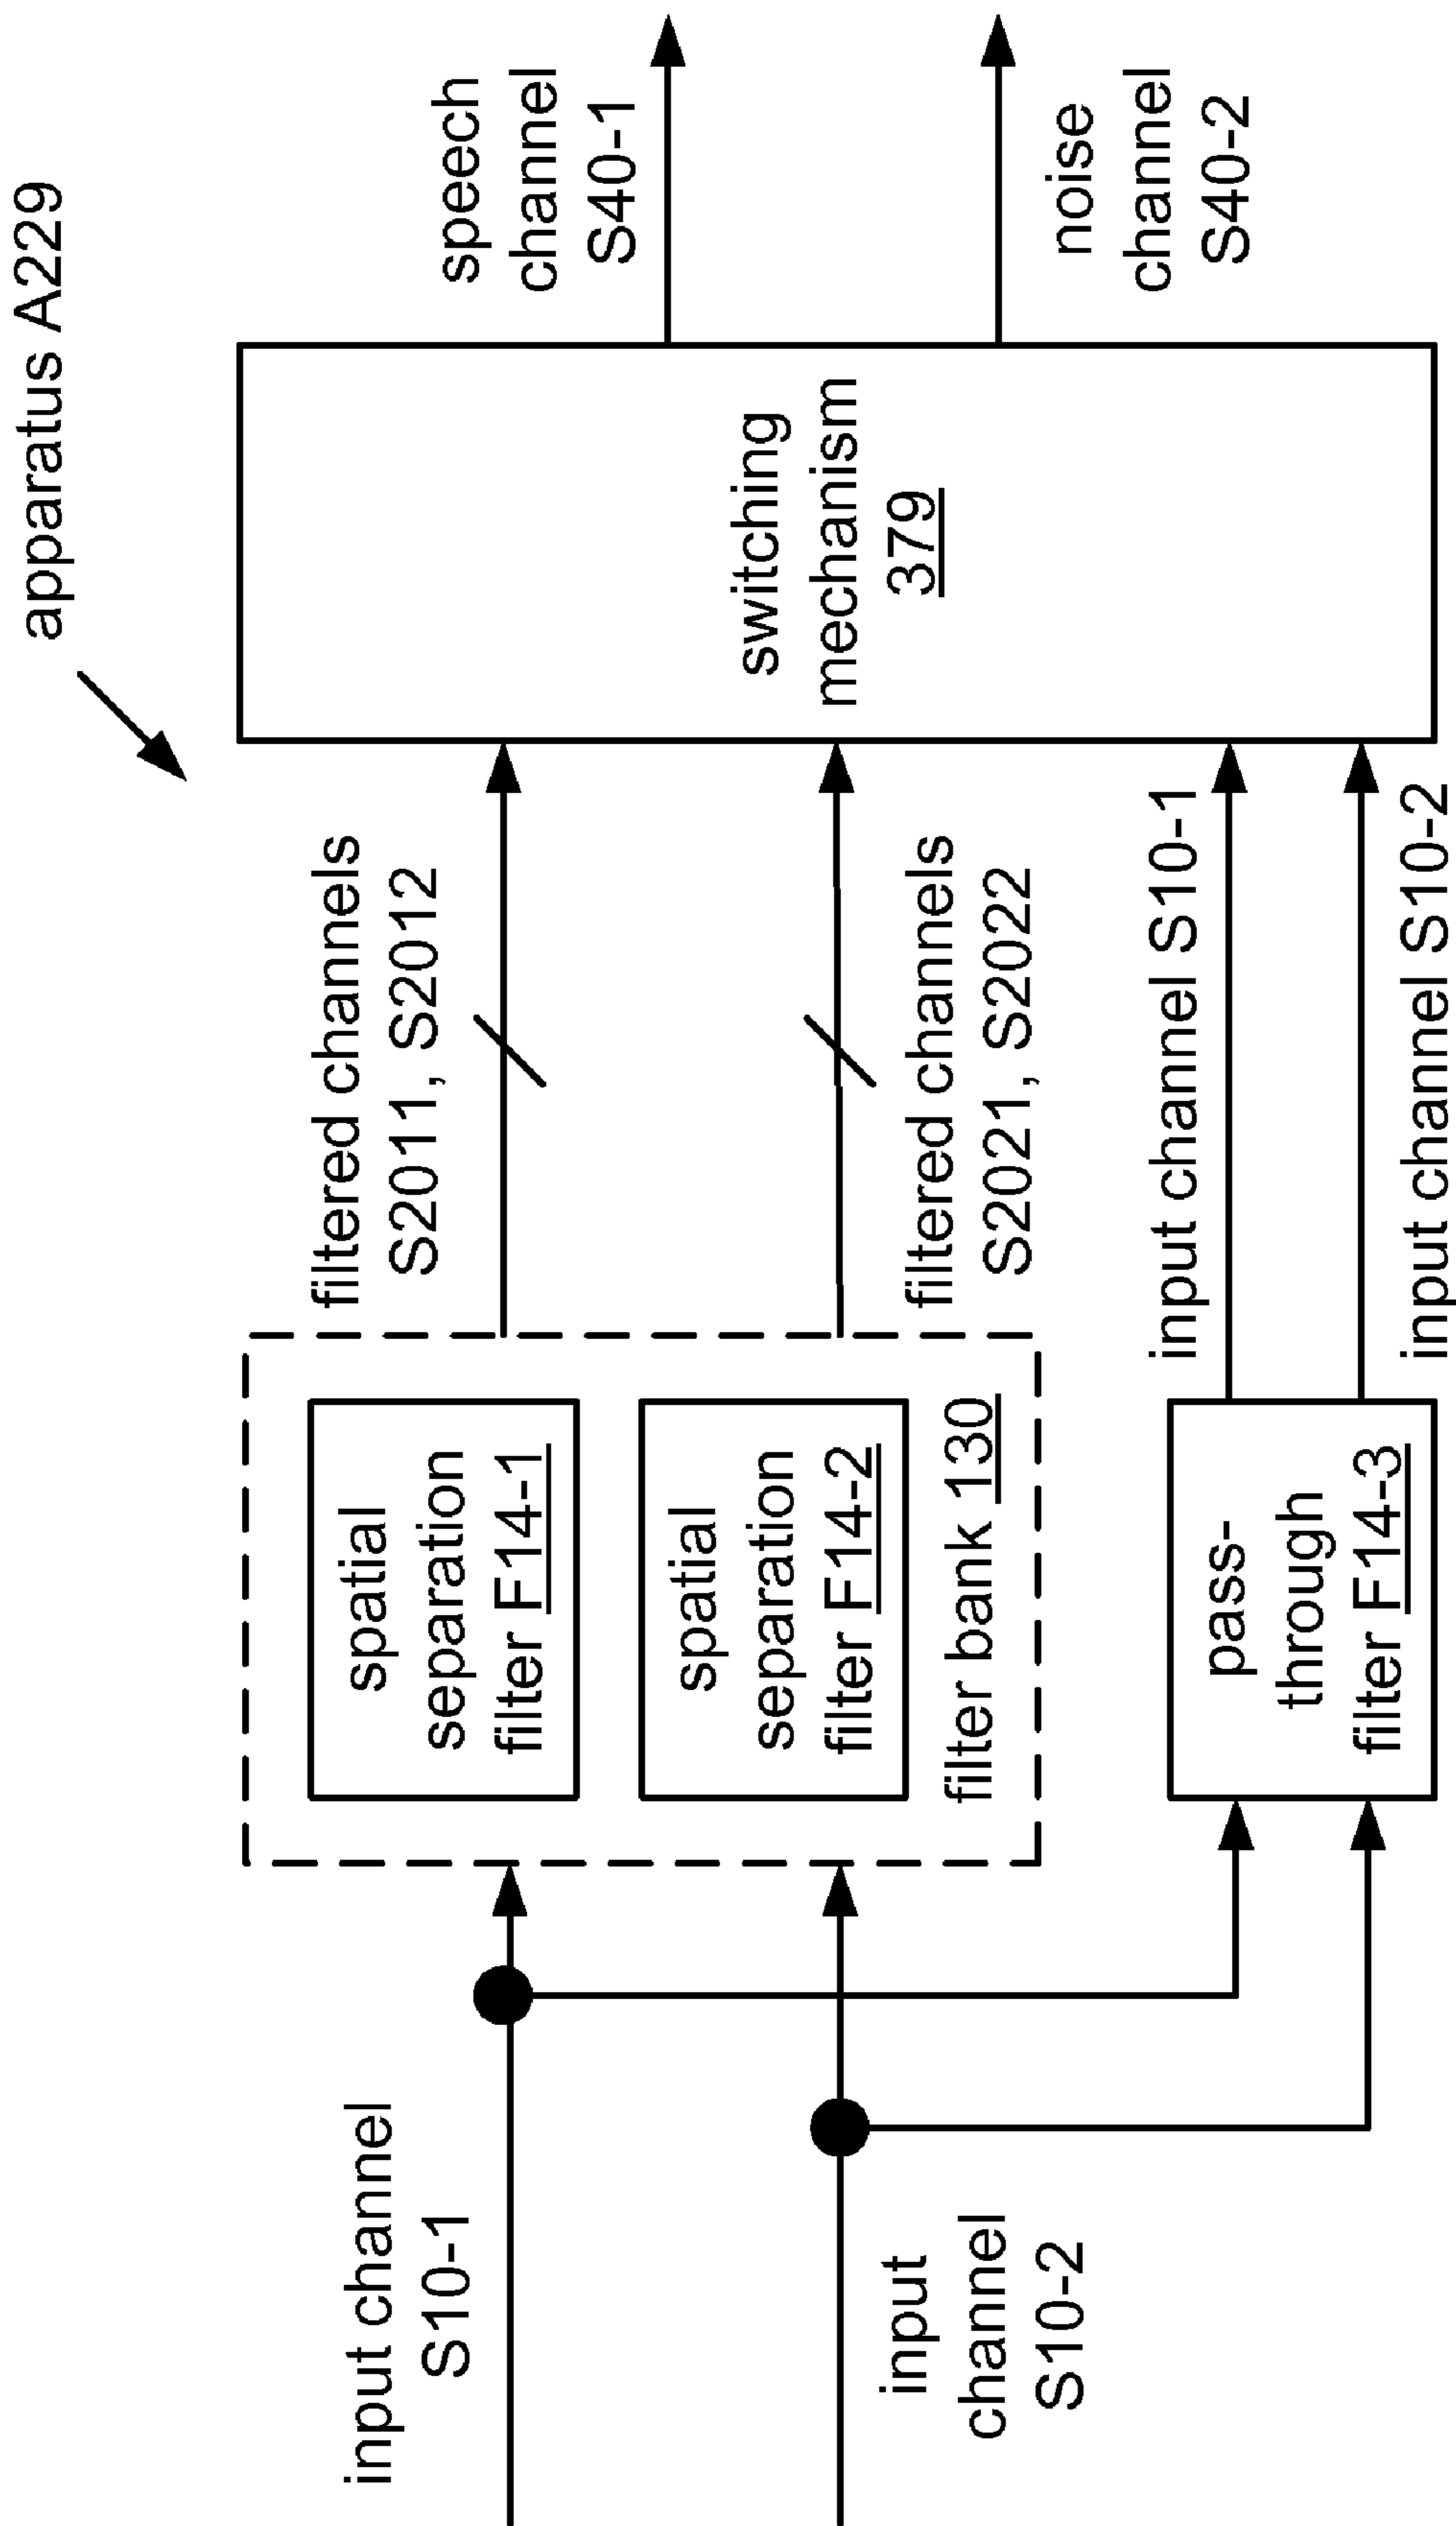 apparatus A229
input channel
S10-1
input
channel
S10-2
spatial
separation
filter F14-1
spatial
separation
filter F14-2
filter bank 130
pass-
through
filter F14-3
filtered channels
S2011, S2012
filtered channels
S2021, S2022
input channel S10-1
input channel S10-2
switching
mechanism
379
speech
channel
S40-1
noise
channel
S40-2